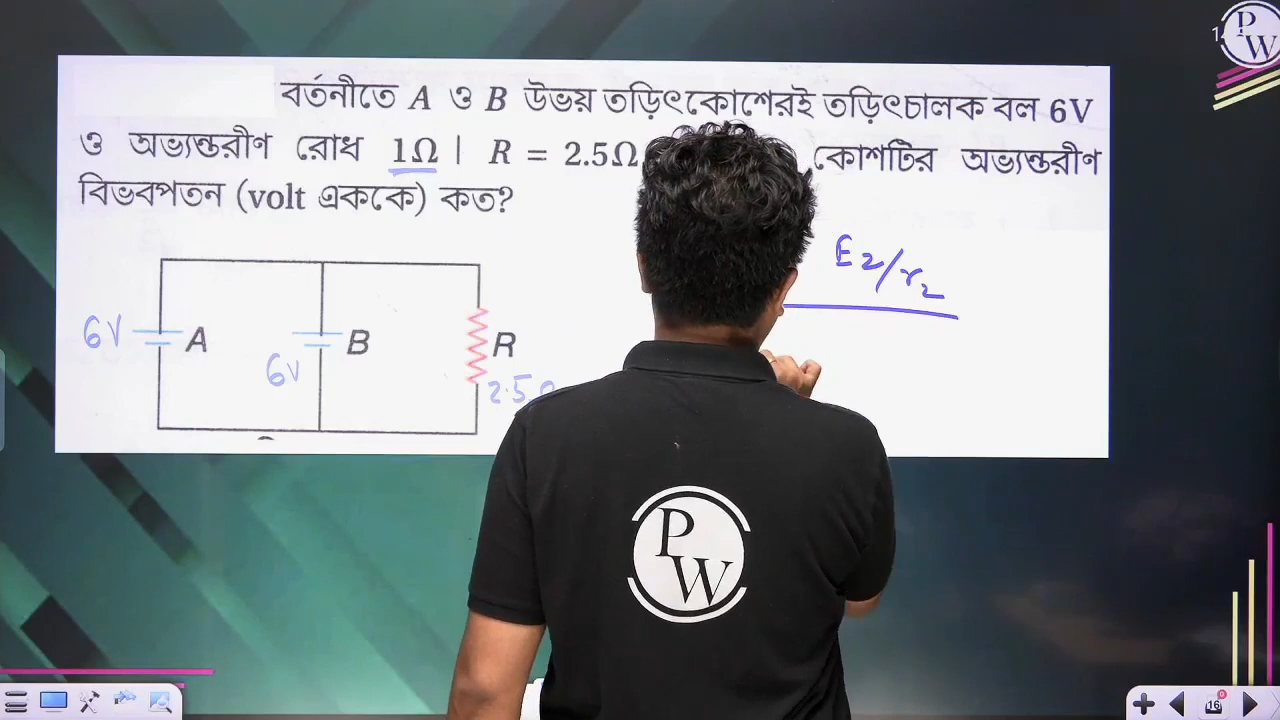 বর্তনীতে A ও B উভয় তড়িৎকোশেরই তড়িৎচালক বল 6V
ও অভ্যন্তরীণ রোধ 1Ω | R = 2.5Ω কোশটির অভ্যন্তরীণ
বিভবপতন (volt এককে) কত?
E2/r2
6V A
6V B
R
2.5
P
W
P
W
16